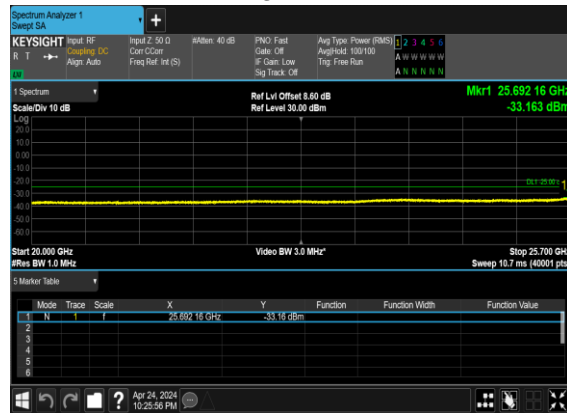 Spectrum Analyzer 1
Swept SA
KEYSIGHT Input: RF Input Z: 50 Ω #Atten: 40 dB PNO: Fast Avg Type: Power (RMS) 1 2 3 4 5 6
R T Coupling: DC Corr CCorr Gate: Off Avg|Hold: 100/100 A W W W W W
Align: Auto Freq Ref: Int (S) IF Gain: Low Trig: Free Run
Sig Track: Off A N N N N N
1 Spectrum Ref Lvl Offset 8.60 dB Mkr1 25.692 16 GHz
Scale/Div 10 dB Ref Level 30.00 dBm -33.163 dBm
Log
20.0
10.0
0.00
-10.0
-20.0
DL1 -25.00 1
-30.0
-40.0
-50.0
-60.0
Start 20.000 GHz Video BW 3.0 MHz* Stop 25.700 GHz
#Res BW 1.0 MHz Sweep 10.7 ms (40001 pts
5 Marker Table
Mode Trace Scale X Y Function Function Width Function Value
1 N 1 f 25.692 16 GHz -33.16 dBm
2
3
4
5
6
? Apr 24, 2024
10:25:56 PM